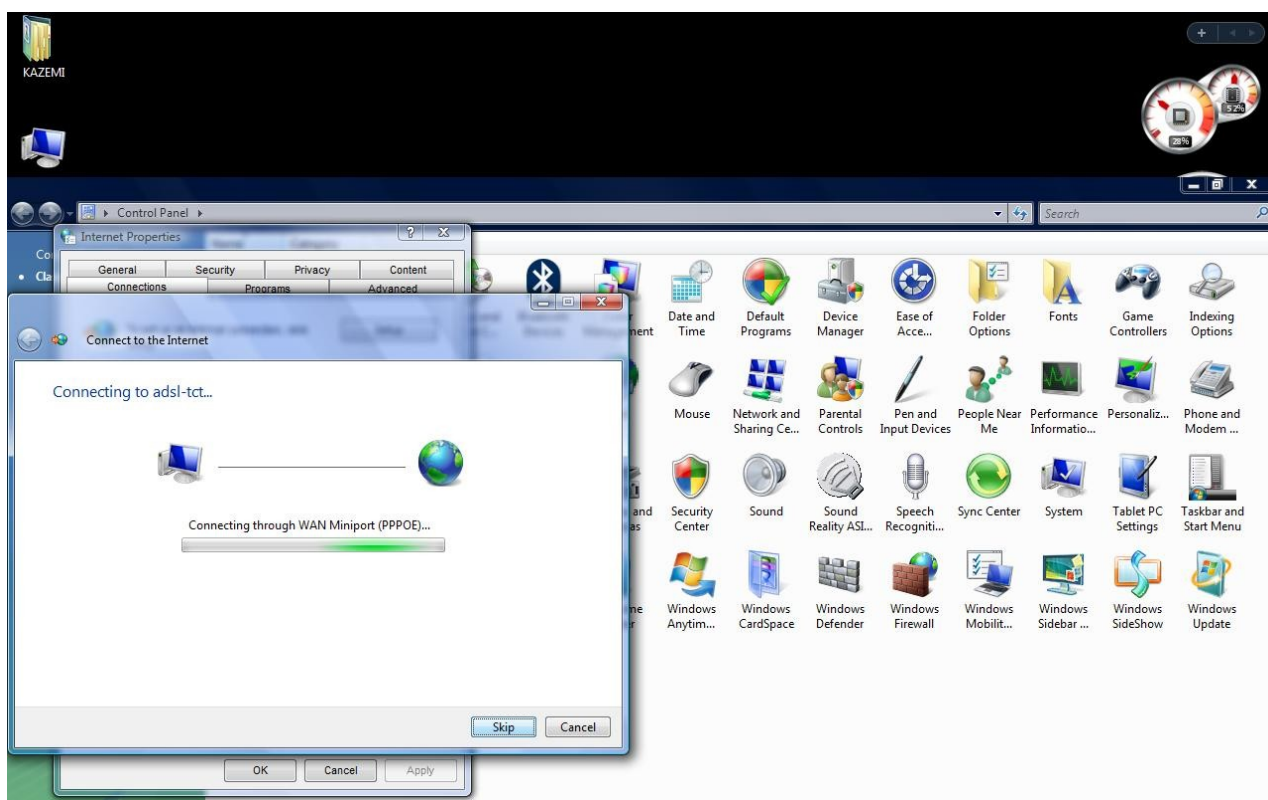 KAZEMI
52%
28%
Control Panel
Search
Internet Properties
General Security Privacy Content
Connections Programs Advanced
Connect to the Internet
Connecting to adsl-tct...
Connecting through WAN Miniport (PPPOE)...
Skip Cancel
OK Cancel Apply
Date and Time
Default Programs
Device Manager
Ease of Acce...
Folder Options
Fonts
Game Controllers
Indexing Options
Mouse
Network and Sharing Ce...
Parental Controls
Pen and Input Devices
People Near Me
Performance Informatio...
Personaliz...
Phone and Modem ...
Security Center
Sound
Sound Reality ASI...
Speech Recogniti...
Sync Center
System
Tablet PC Settings
Taskbar and Start Menu
Windows Anytim...
Windows CardSpace
Windows Defender
Windows Firewall
Windows Mobilit...
Windows Sidebar ...
Windows SideShow
Windows Update